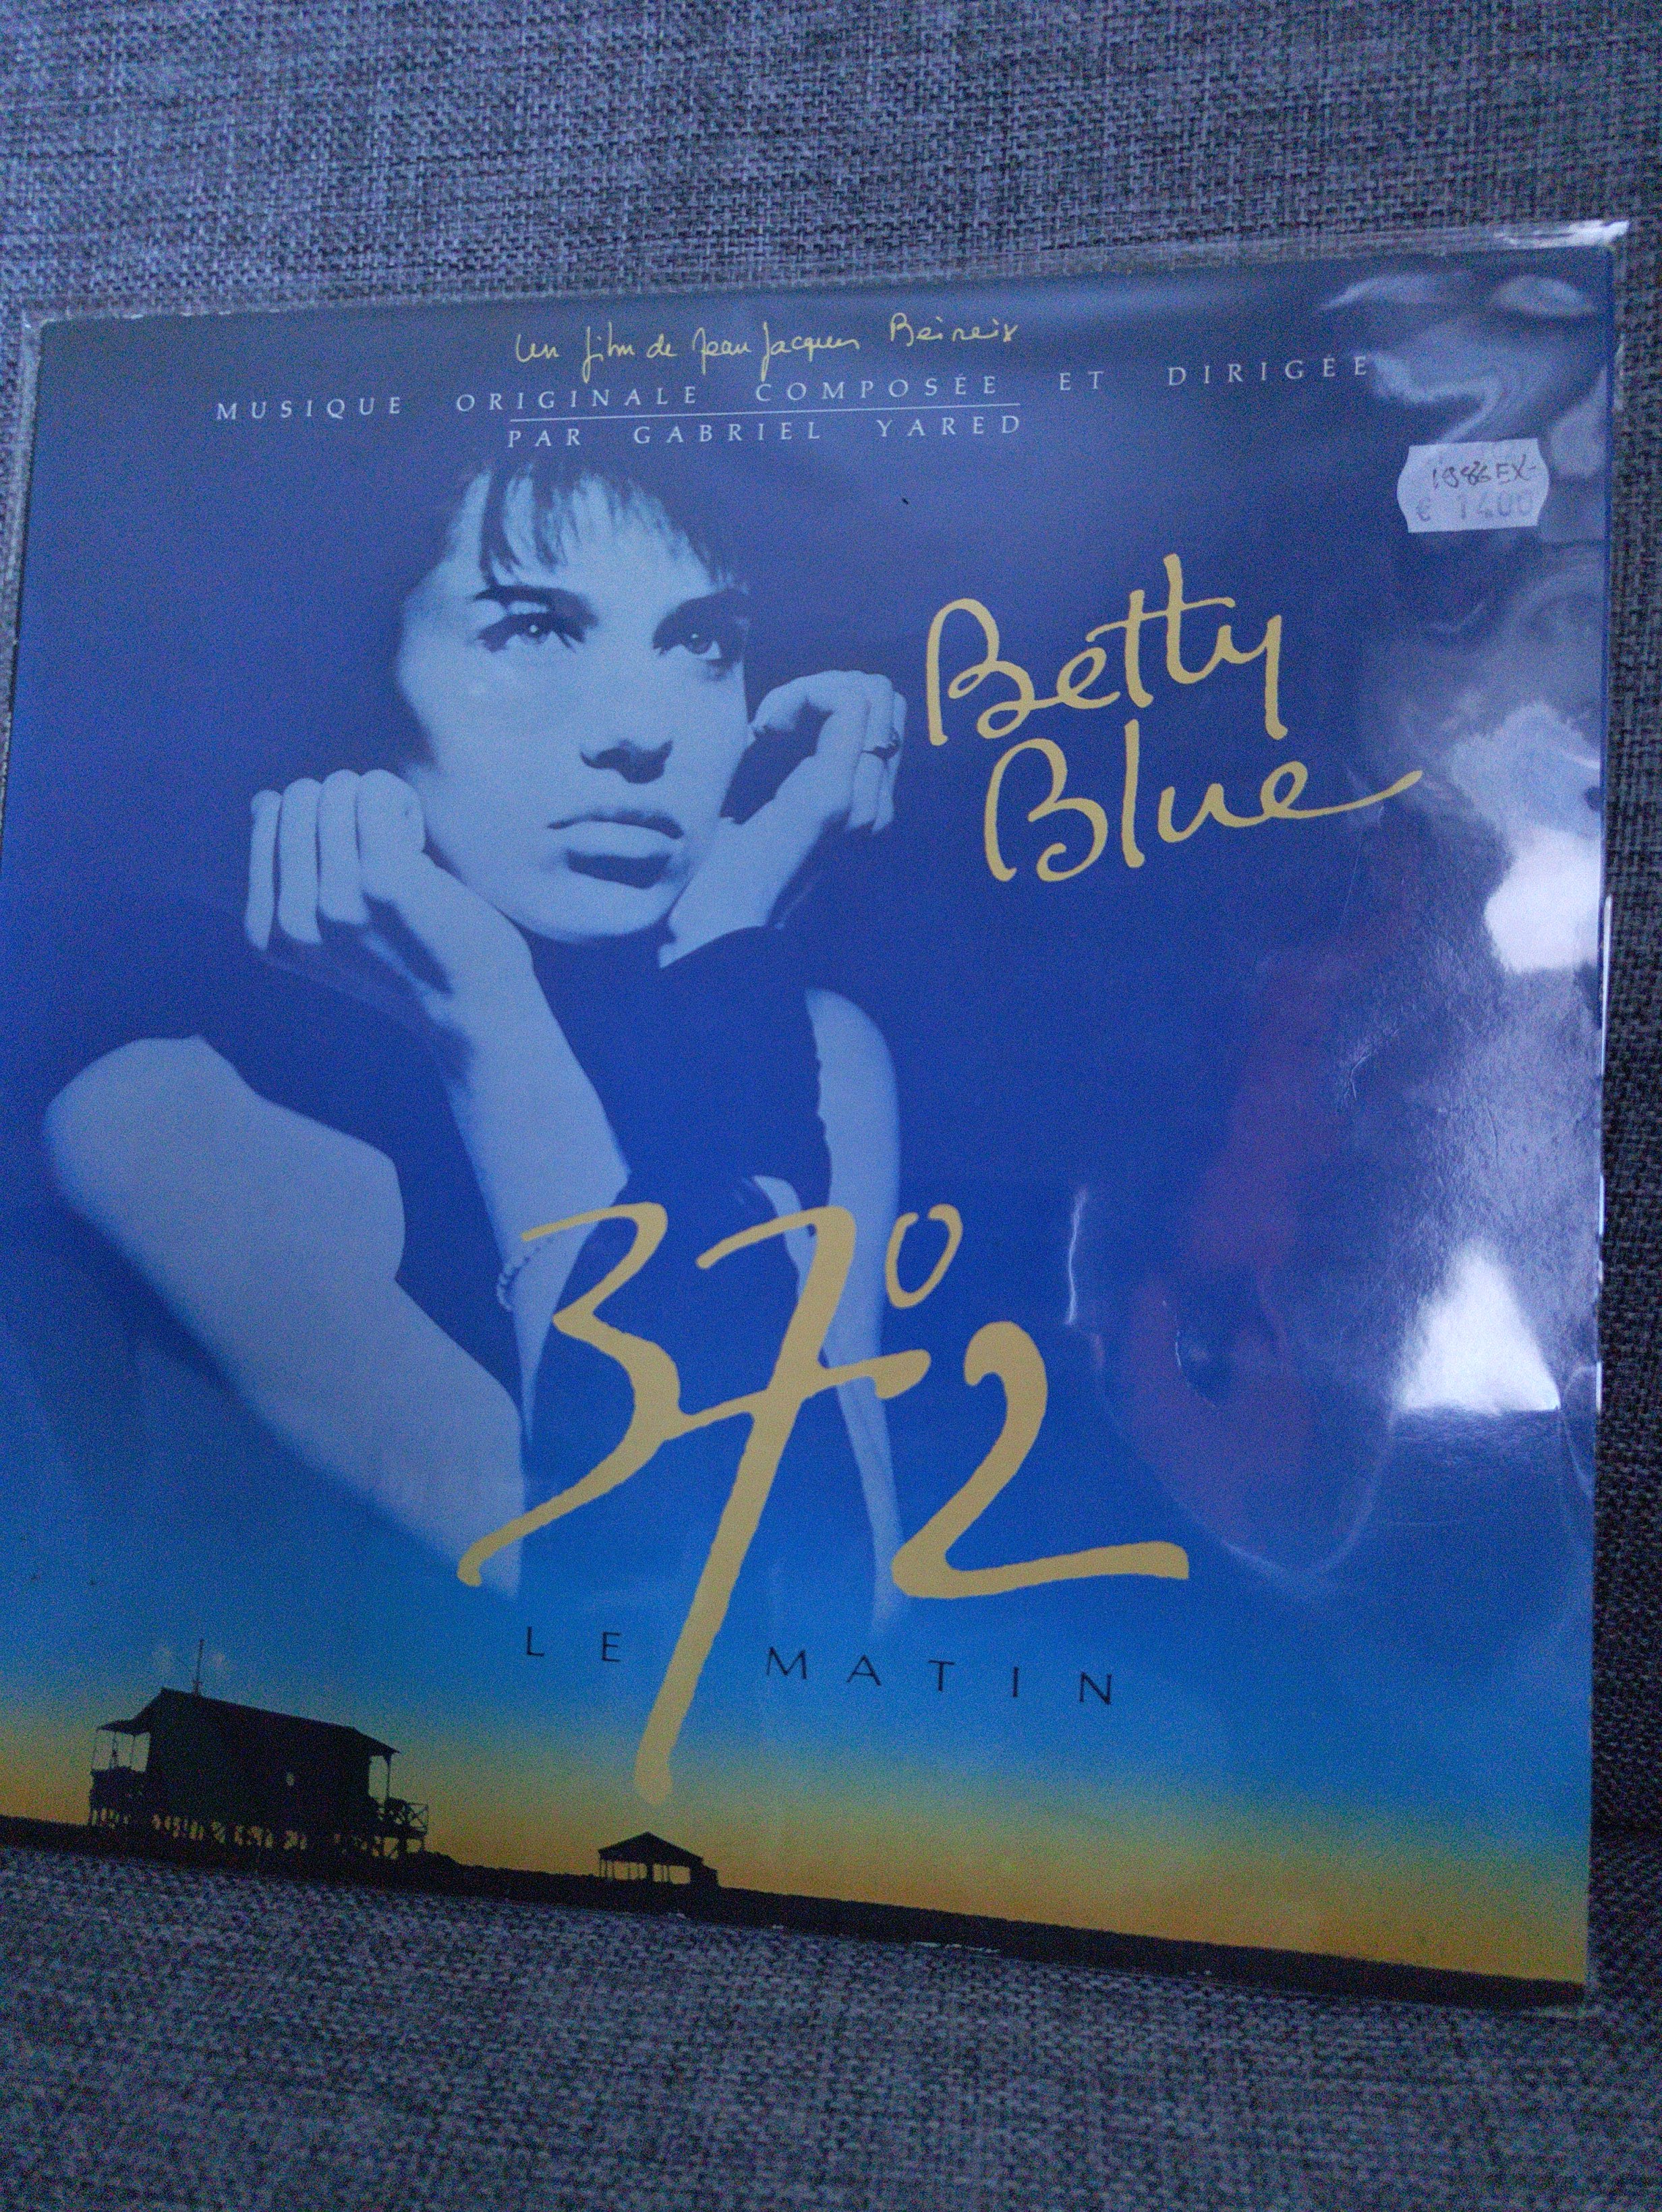 Un film de Jean Jacques Beineix
MUSIQUE ORIGINALE COMPOSÉE ET DIRIGÉE
PAR GABRIEL YARED
1986 EX-
€ 14.00
Betty
Blue
37°2
LE MATIN